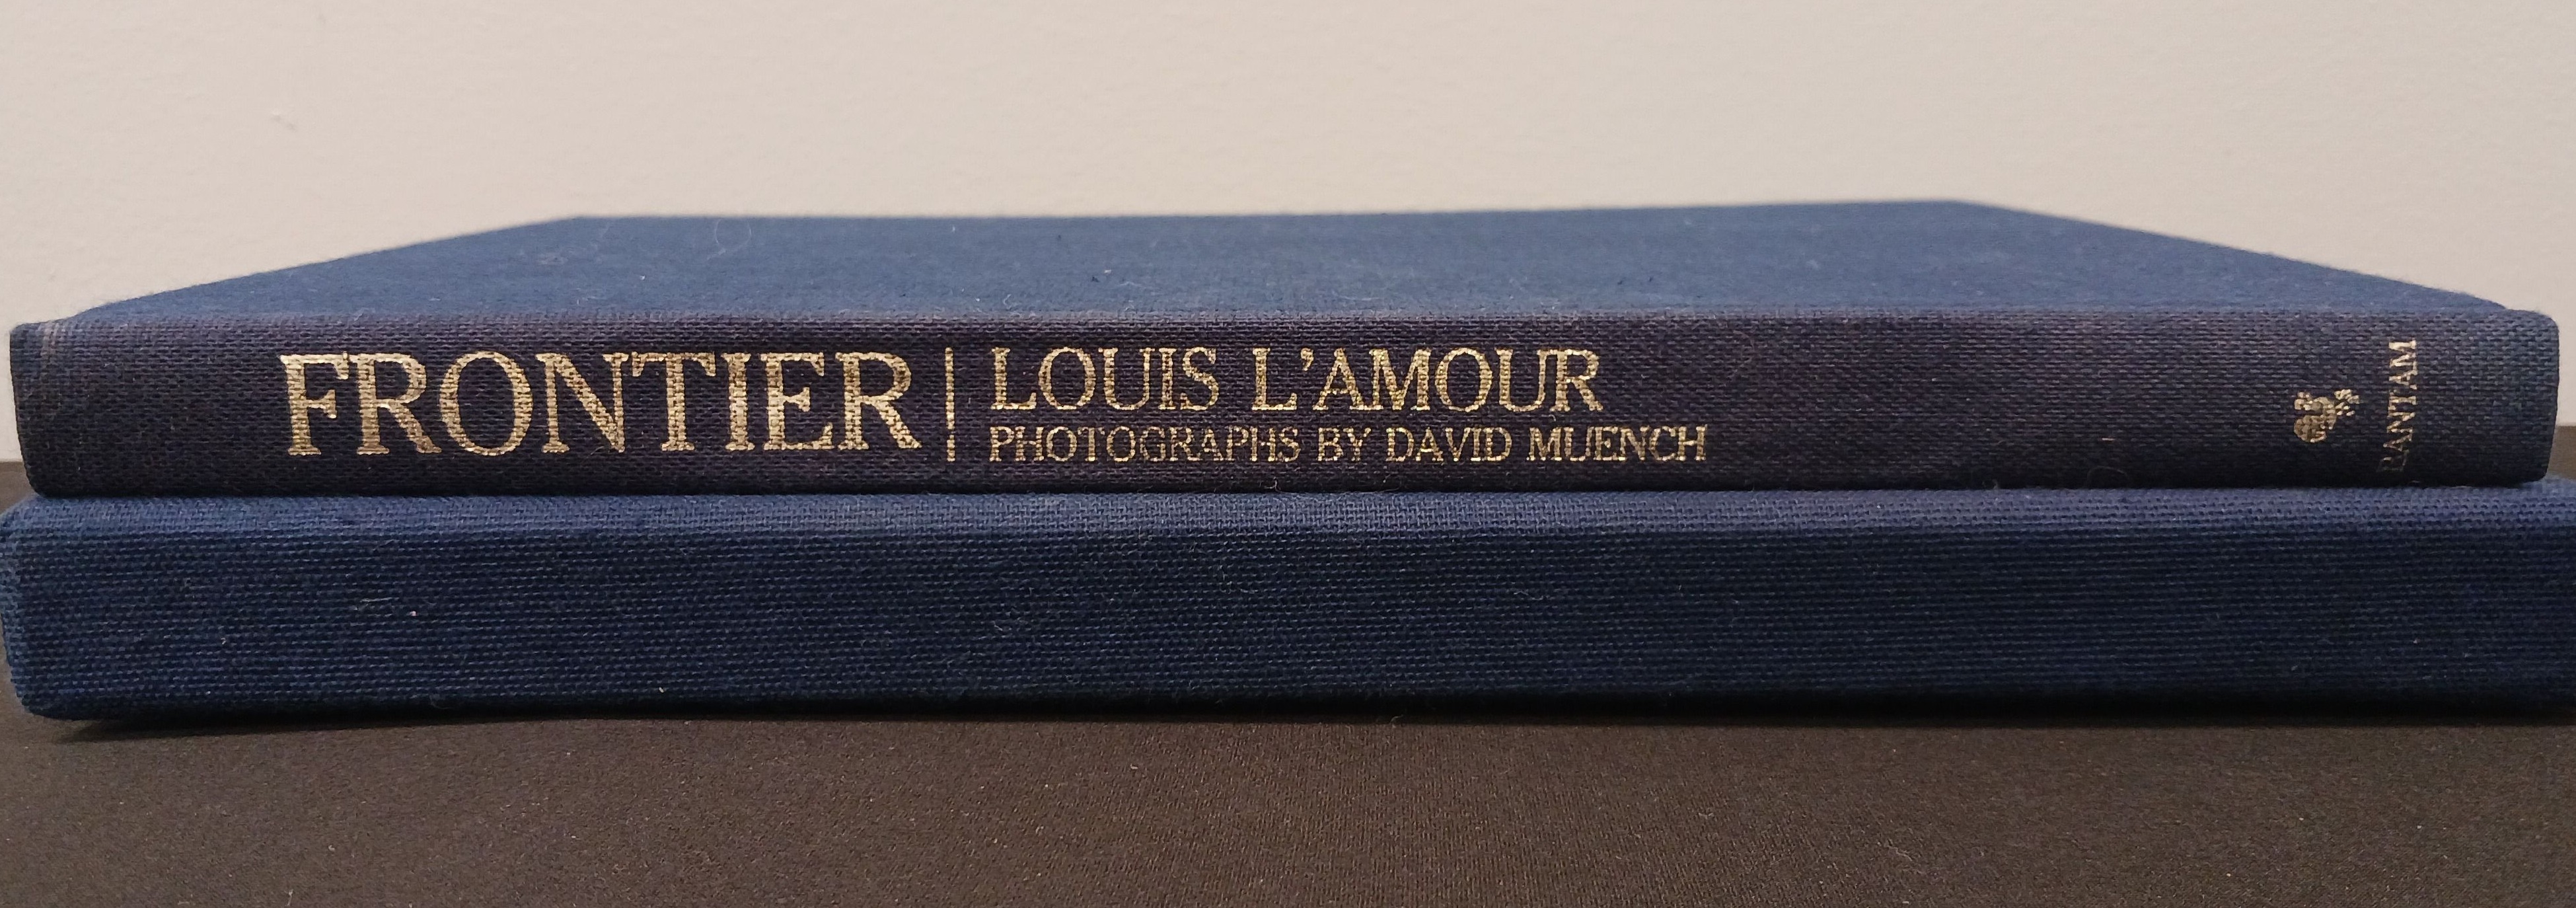 FRONTIER
LOUIS L'AMOUR
PHOTOGRAPHS BY DAVID MUENCH
BANTAM